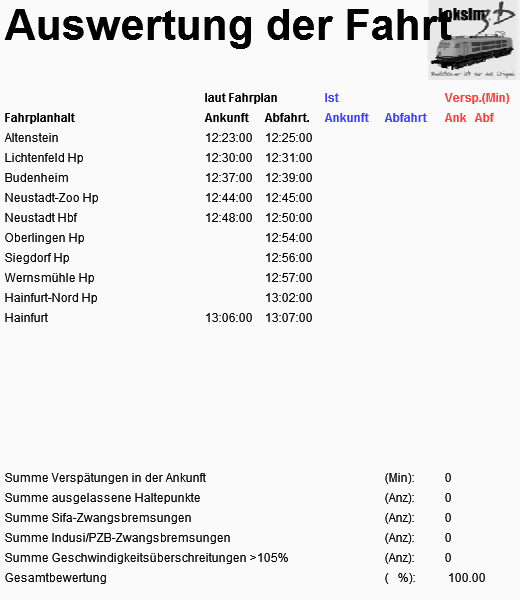 Auswertung der Fahrt
Loksim 3D
laut Fahrplan Ist Versp.(Min)
Fahrplanhalt Ankunft Abfahrt. Ankunft Abfahrt Ank Abf
Altenstein 12:23:00 12:25:00
Lichtenfeld Hp 12:30:00 12:31:00
Budenheim 12:37:00 12:39:00
Neustadt-Zoo Hp 12:44:00 12:45:00
Neustadt Hbf 12:48:00 12:50:00
Oberlingen Hp 12:54:00
Siegdorf Hp 12:56:00
Wernsmühle Hp 12:57:00
Hainfurt-Nord Hp 13:02:00
Hainfurt 13:06:00 13:07:00
Summe Verspätungen in der Ankunft (Min): 0
Summe ausgelassene Haltepunkte (Anz): 0
Summe Sifa-Zwangsbremsungen (Anz): 0
Summe Indusi/PZB-Zwangsbremsungen (Anz): 0
Summe Geschwindigkeitsüberschreitungen >105% (Anz): 0
Gesamtbewertung ( %): 100.00